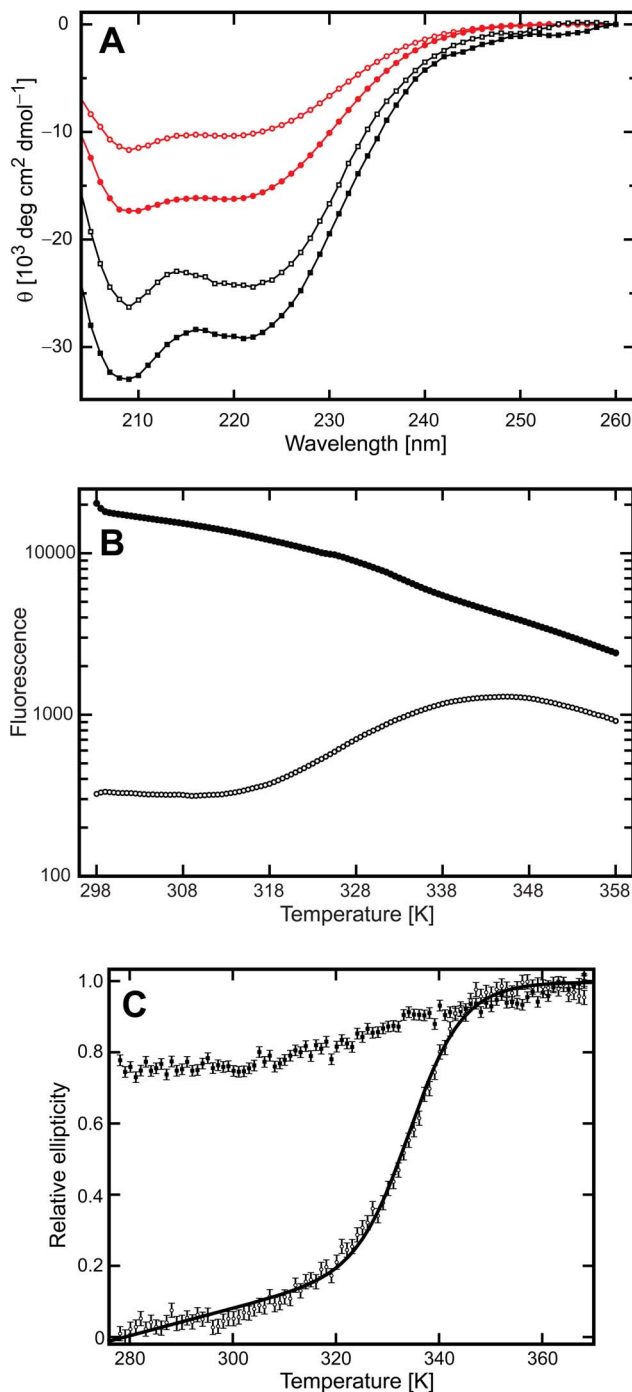 A
0
−10
−20
−30
θ [10³ deg cm² dmol⁻¹]
210 220 230 240 250 260
Wavelength [nm]
B
10000
1000
100
Fluorescence
298 308 318 328 338 348 358
Temperature [K]
C
1.0
0.8
0.6
0.4
0.2
0
Relative ellipticity
280 300 320 340 360
Temperature [K]